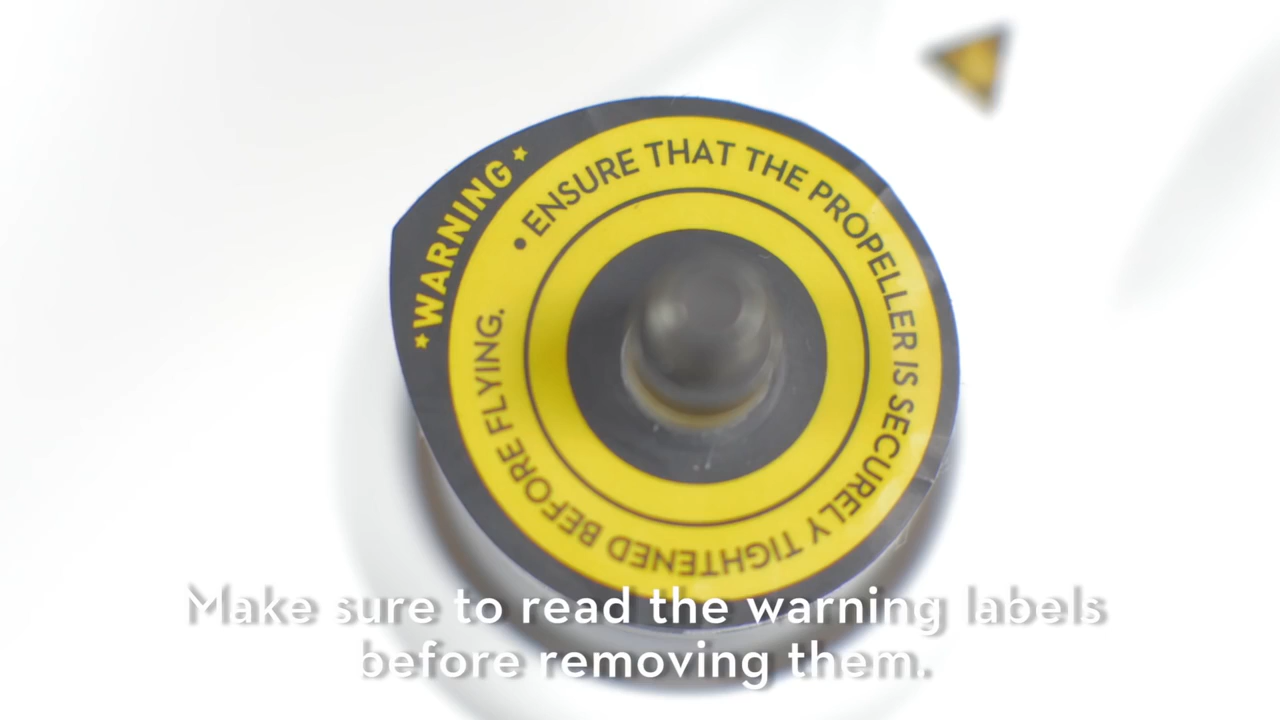 ★ WARNING ★
• ENSURE THAT THE PROPELLER IS SECURELY TIGHTENED BEFORE FLYING.
Make sure to read the warning labels
before removing them.